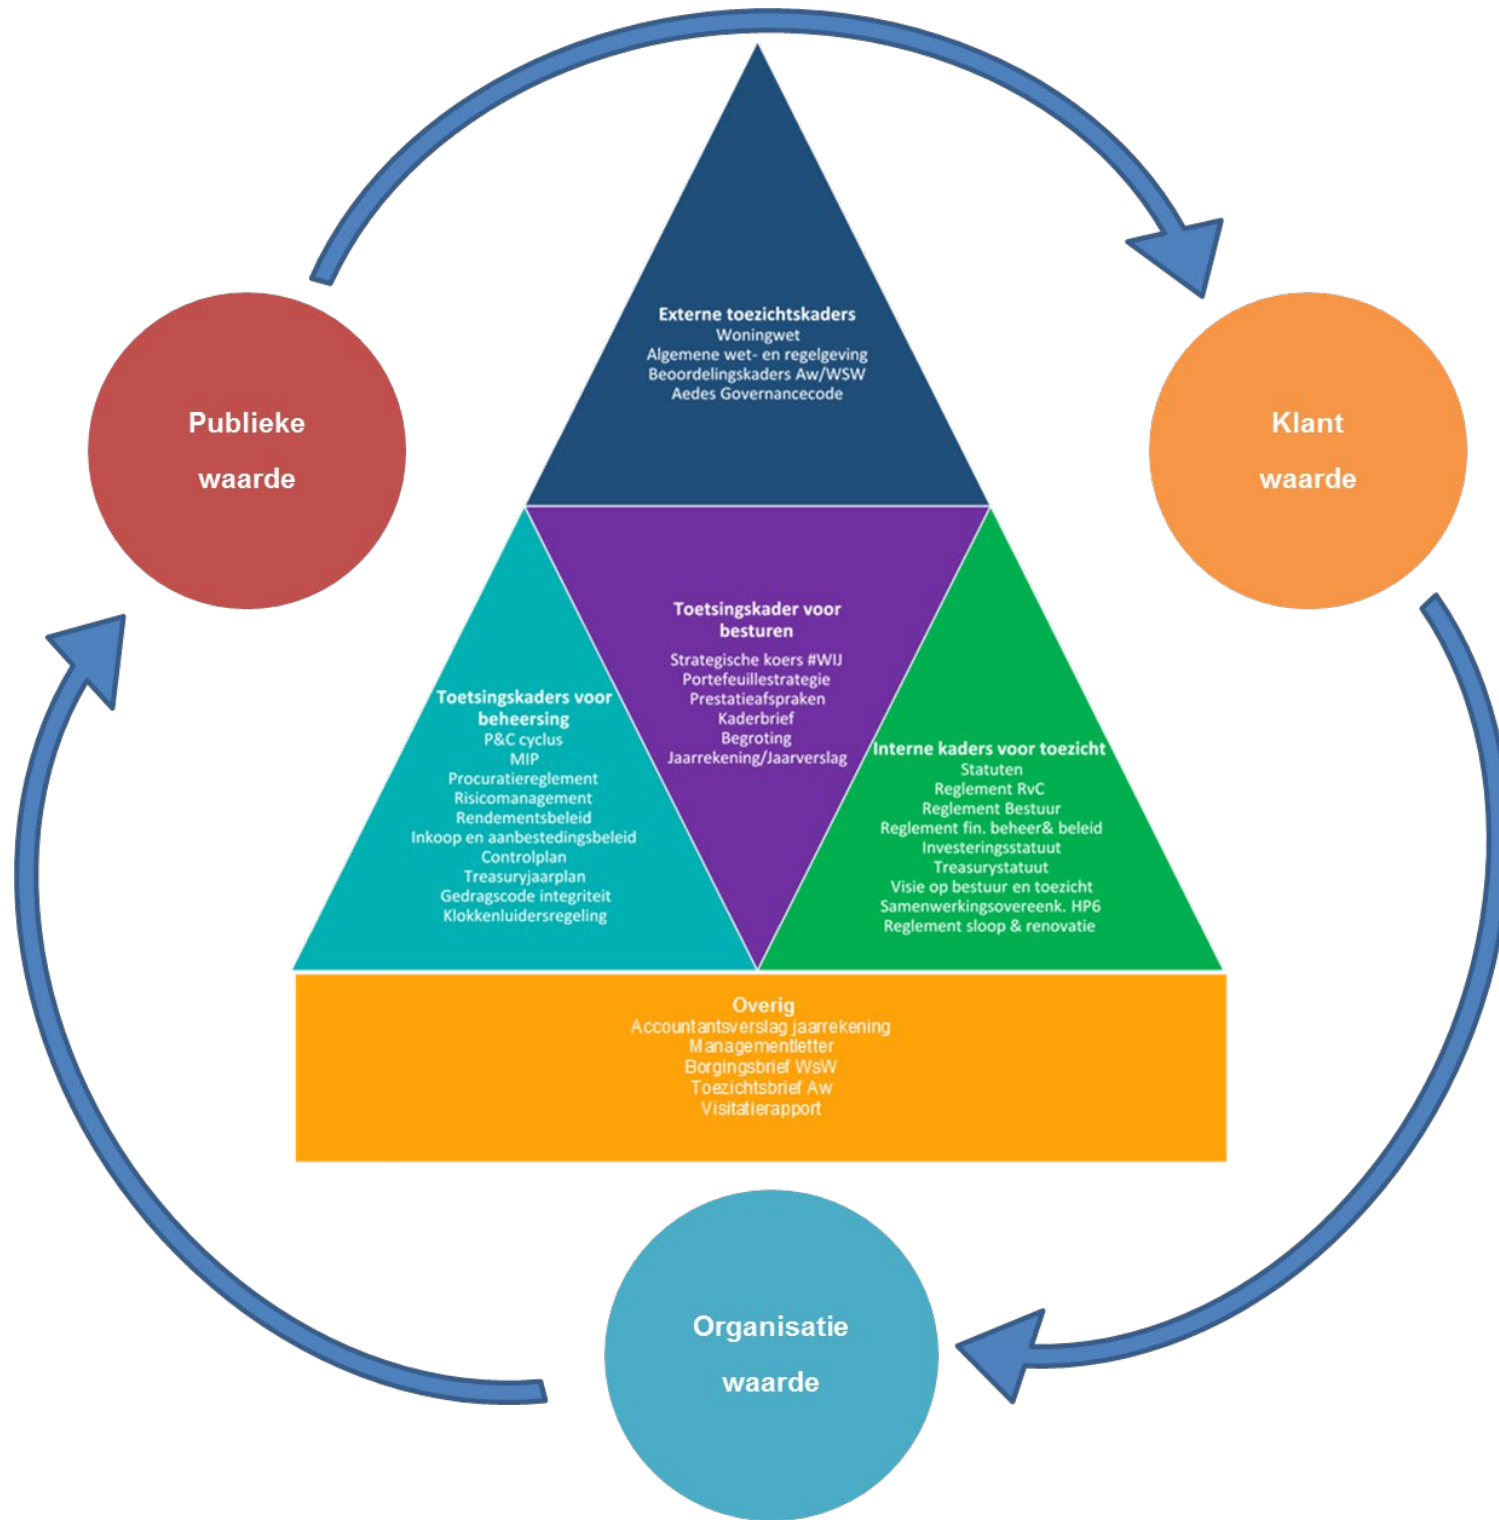 Externe toezichtskaders
Woningwet
Algemene wet- en regelgeving
Beoordelingskaders Aw/WSW
Aedes Governancecode
Publieke
waarde
Klant
waarde
Toetsingskader voor
besturen
Strategische koers #WIJ
Portefeuillestrategie
Prestatieafspraken
Kaderbrief
Begroting
Jaarrekening/Jaarverslag
Toetsingskaders voor
beheersing
P&C cyclus
MIP
Procuratiereglement
Risicomanagement
Rendementsbeleid
Inkoop en aanbestedingsbeleid
Controlplan
Treasuryjaarplan
Gedragscode integriteit
Klokkenluidersregeling
Interne kaders voor toezicht
Statuten
Reglement RvC
Reglement Bestuur
Reglement fin. beheer& beleid
Investeringsstatuut
Treasurystatuut
Visie op bestuur en toezicht
Samenwerkingsovereenk. HP6
Reglement sloop & renovatie
Overig
Accountantsverslag jaarrekening
Managementletter
Borgingsbrief WsW
Toezichtsbrief Aw
Visitatierapport
Organisatie
waarde